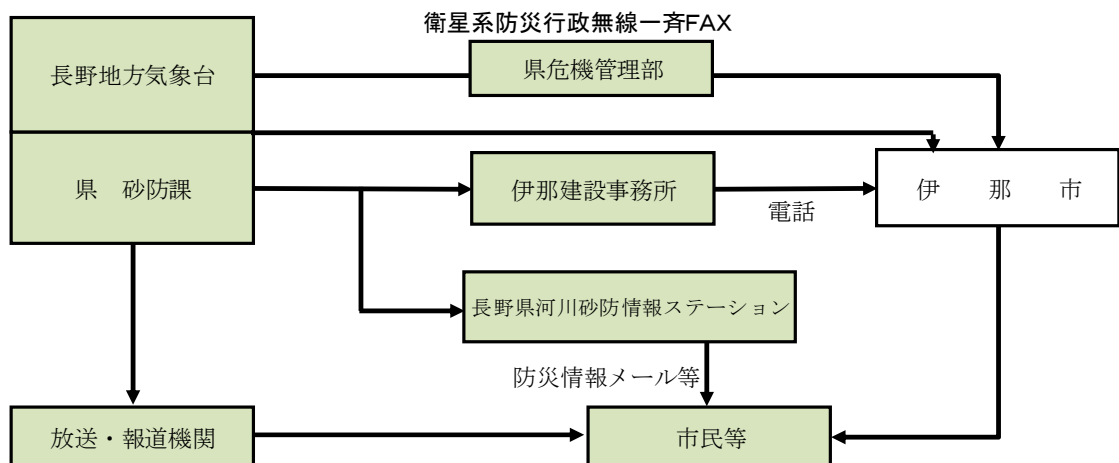 衛星系防災行政無線一斉FAX
長野地方気象台
県危機管理部
県　砂防課
伊那建設事務所
電話
伊　那　市
長野県河川砂防情報ステーション
防災情報メール等
放送・報道機関
市民等